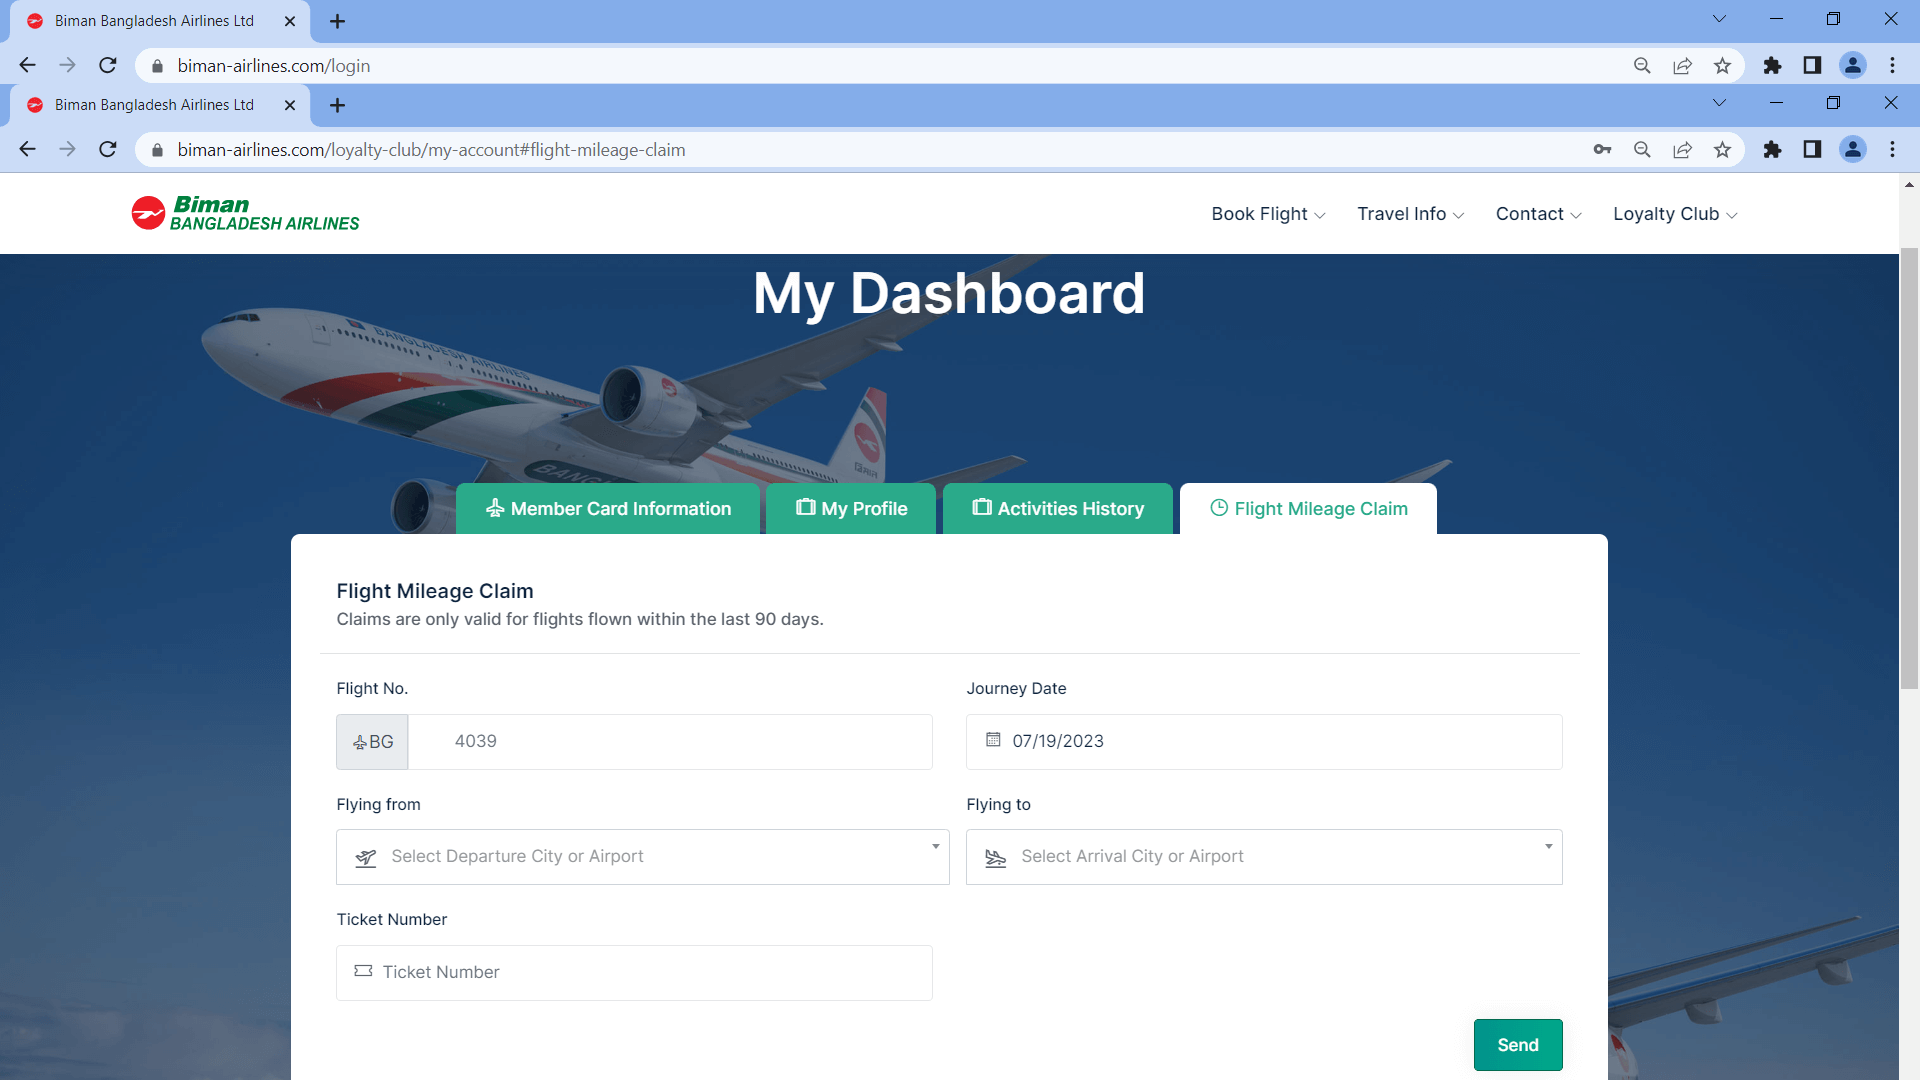 Biman Bangladesh Airlines Ltd
biman-airlines.com/login
Biman Bangladesh Airlines Ltd
biman-airlines.com/loyalty-club/my-account#flight-mileage-claim
Biman
BANGLADESH AIRLINES
Book Flight
Travel Info
Contact
Loyalty Club
My Dashboard
BANGLADESH AIRLINES
Member Card Information
My Profile
Activities History
Flight Mileage Claim
Flight Mileage Claim
Claims are only valid for flights flown within the last 90 days.
Flight No.
Journey Date
BG
4039
07/19/2023
Flying from
Flying to
Select Departure City or Airport
Select Arrival City or Airport
Ticket Number
Ticket Number
Send